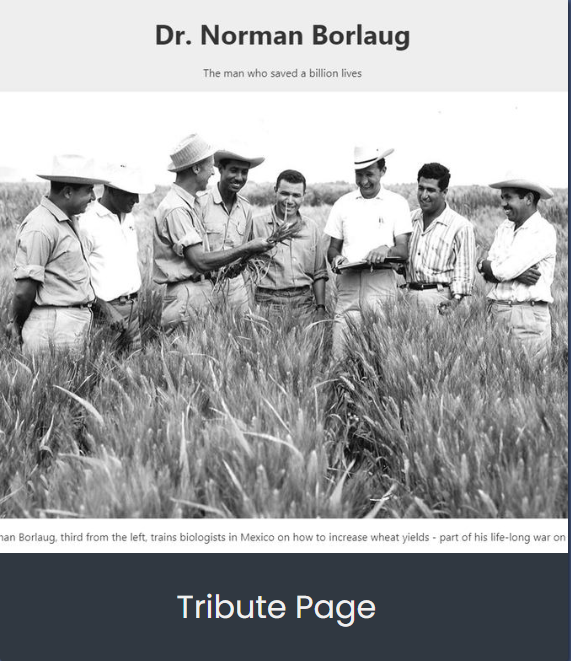 Dr. Norman Borlaug
The man who saved a billion lives
man Borlaug, third from the left, trains biologists in Mexico on how to increase wheat yields - part of his life-long war on
Tribute Page